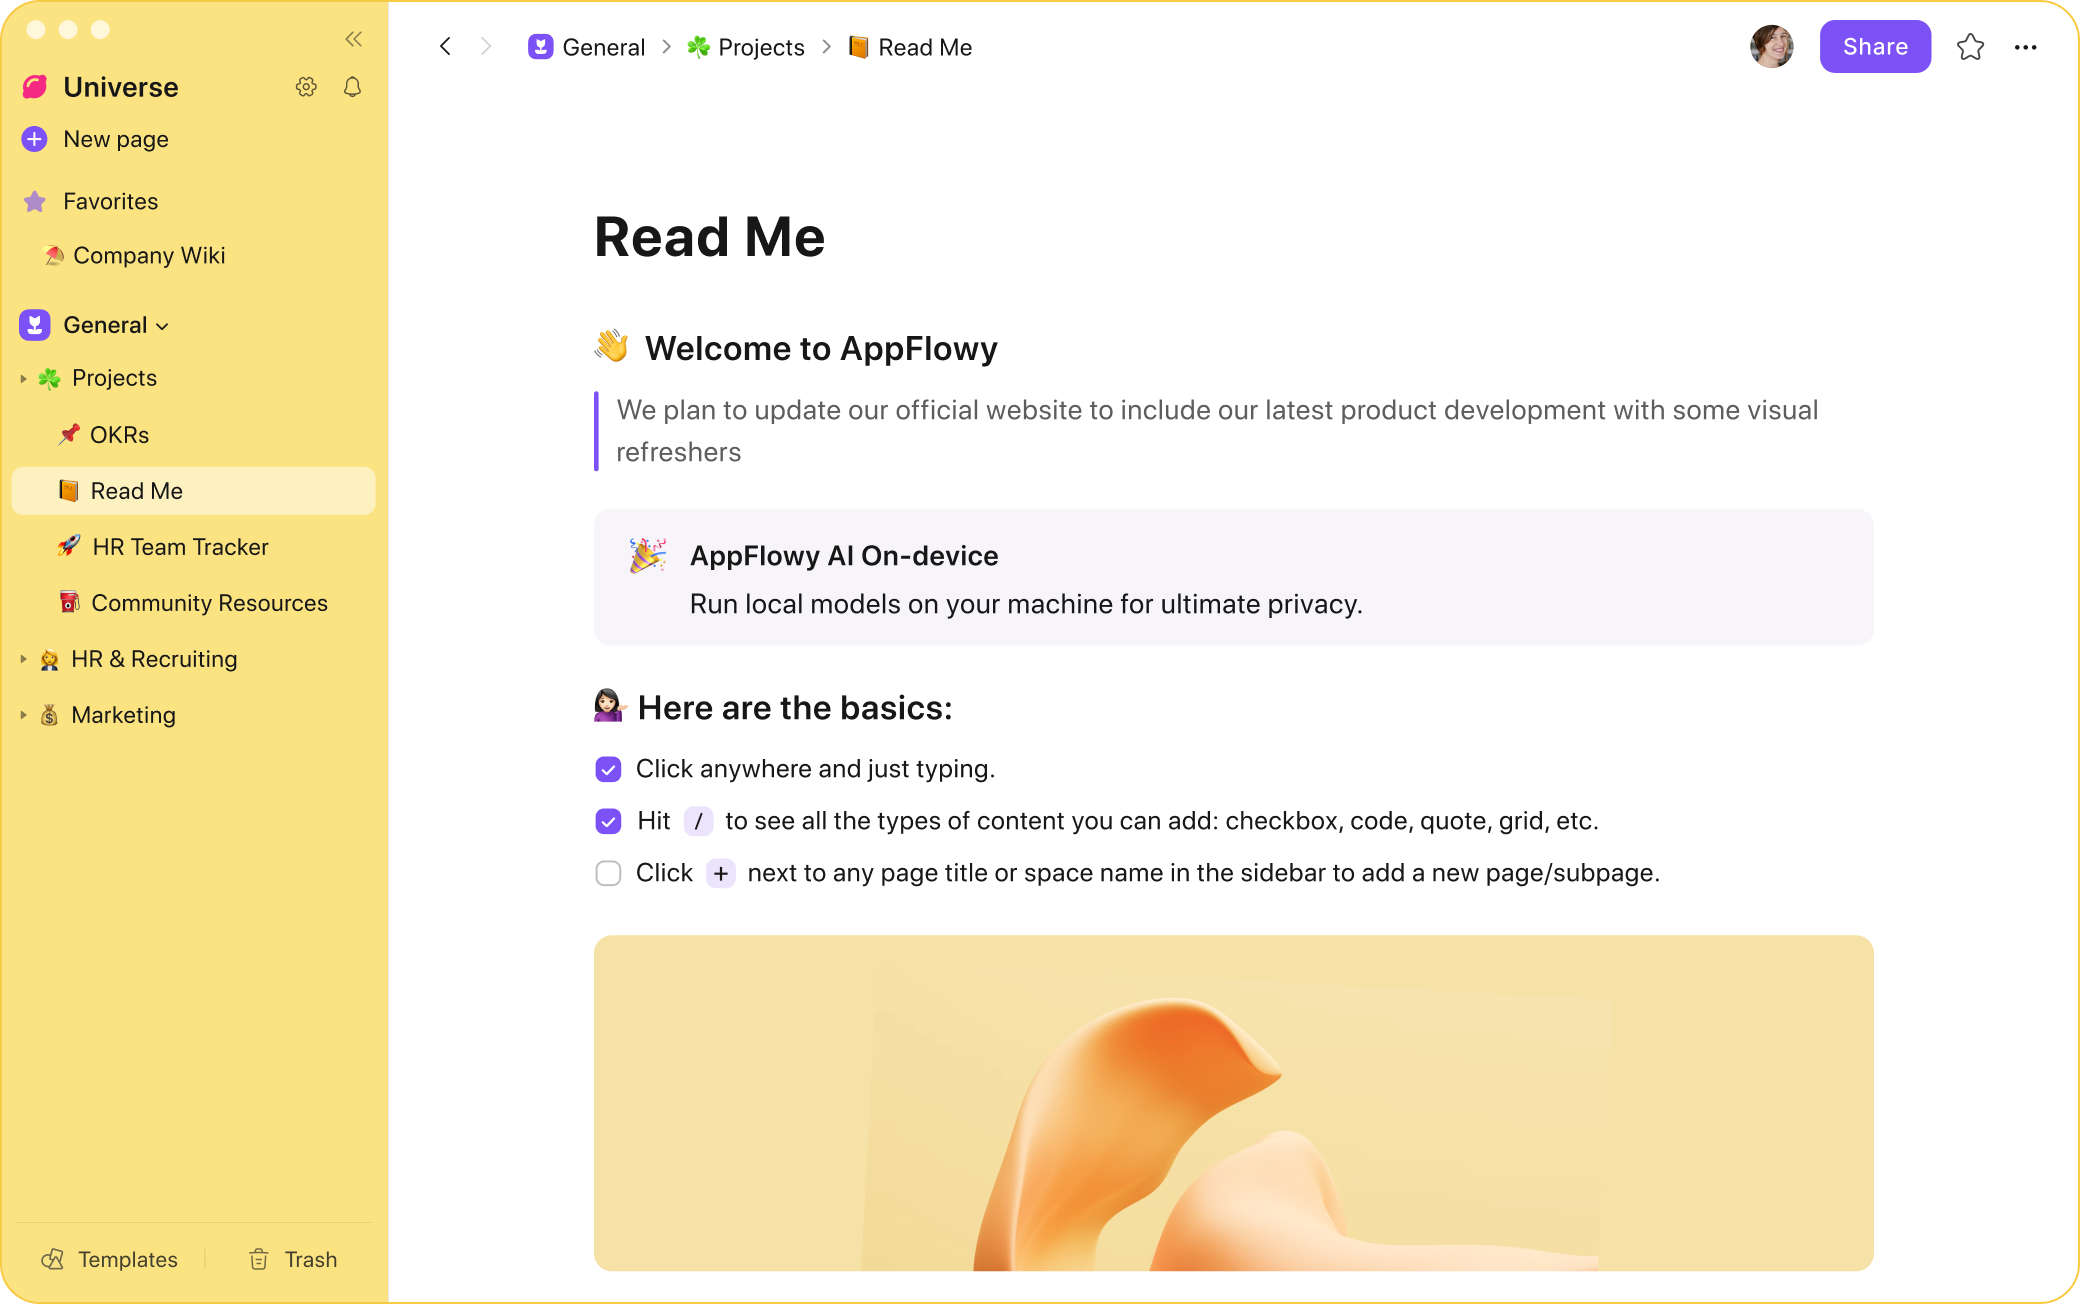 Universe
New page
Favorites
Company Wiki
General
Projects
OKRs
Read Me
HR Team Tracker
Community Resources
HR & Recruiting
Marketing
Templates
Trash
General > Projects > Read Me
Share
Read Me
Welcome to AppFlowy
We plan to update our official website to include our latest product development with some visual
refreshers
AppFlowy AI On-device
Run local models on your machine for ultimate privacy.
Here are the basics:
Click anywhere and just typing.
Hit / to see all the types of content you can add: checkbox, code, quote, grid, etc.
Click + next to any page title or space name in the sidebar to add a new page/subpage.